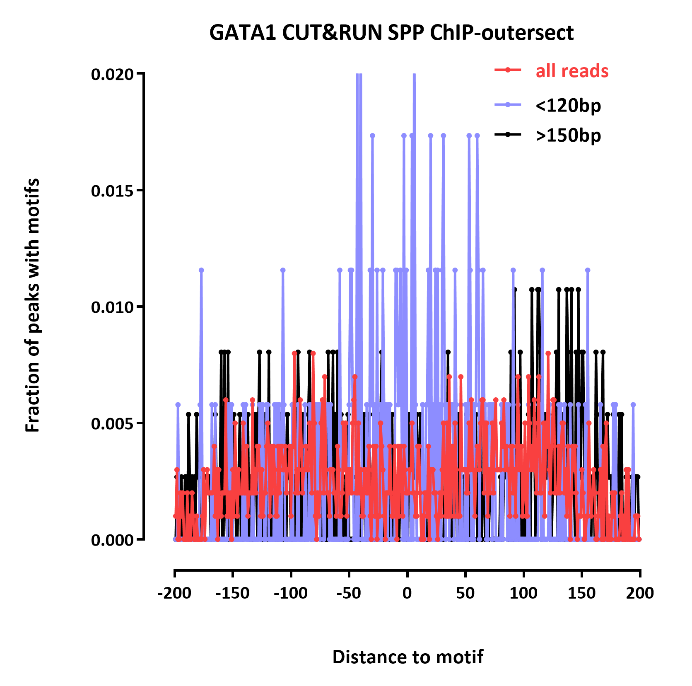 GATA1 CUT&RUN SPP ChIP-outersect
all reads
<120bp
>150bp
Fraction of peaks with motifs
0.020
0.015
0.010
0.005
0.000
-200 -150 -100 -50 0 50 100 150 200
Distance to motif